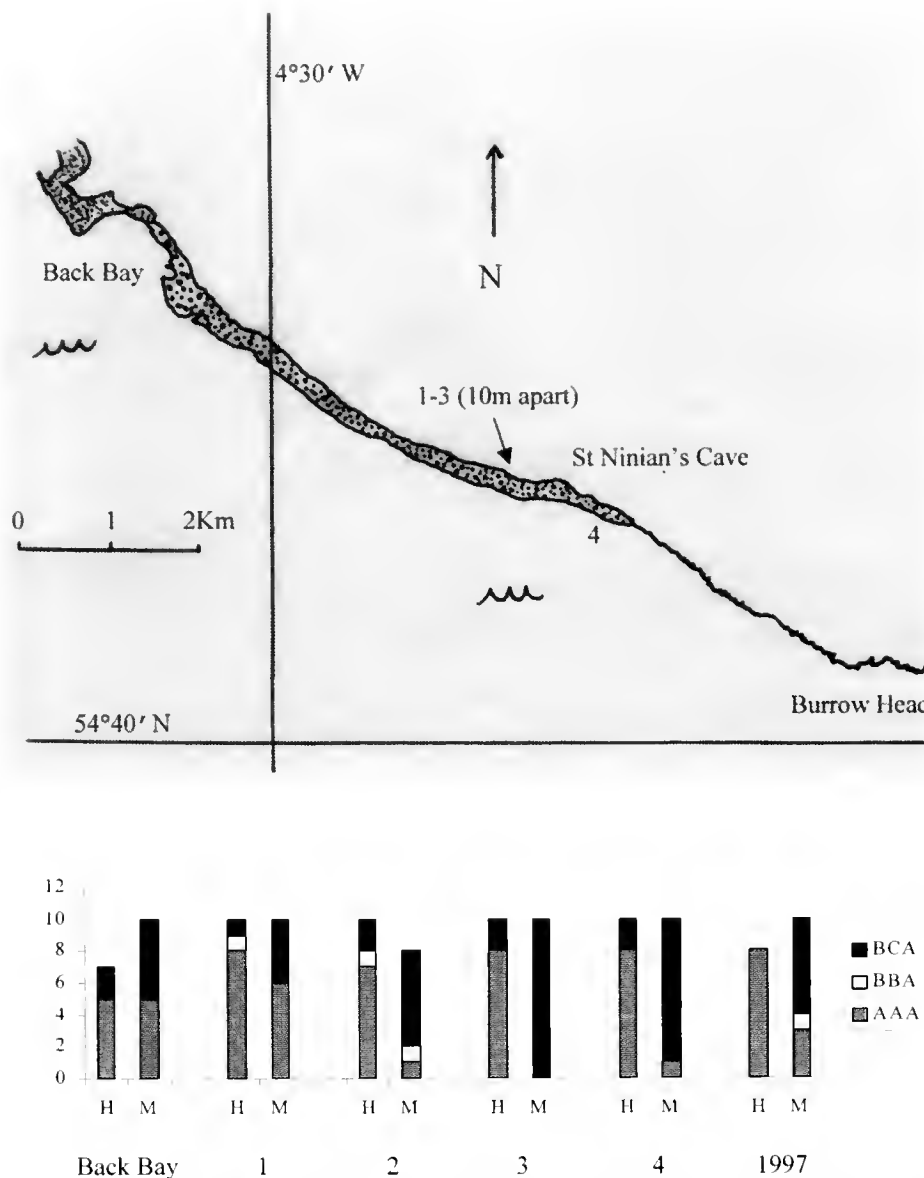 4°30′ W
Back Bay
N
1-3 (10m apart)
St Ninian's Cave
0 1 2Km
4
54°40′ N
Burrow Head
12
10
8
6
4
2
0
BCA
BBA
AAA
H M H M H M H M H M H M
Back Bay 1 2 3 4 1997